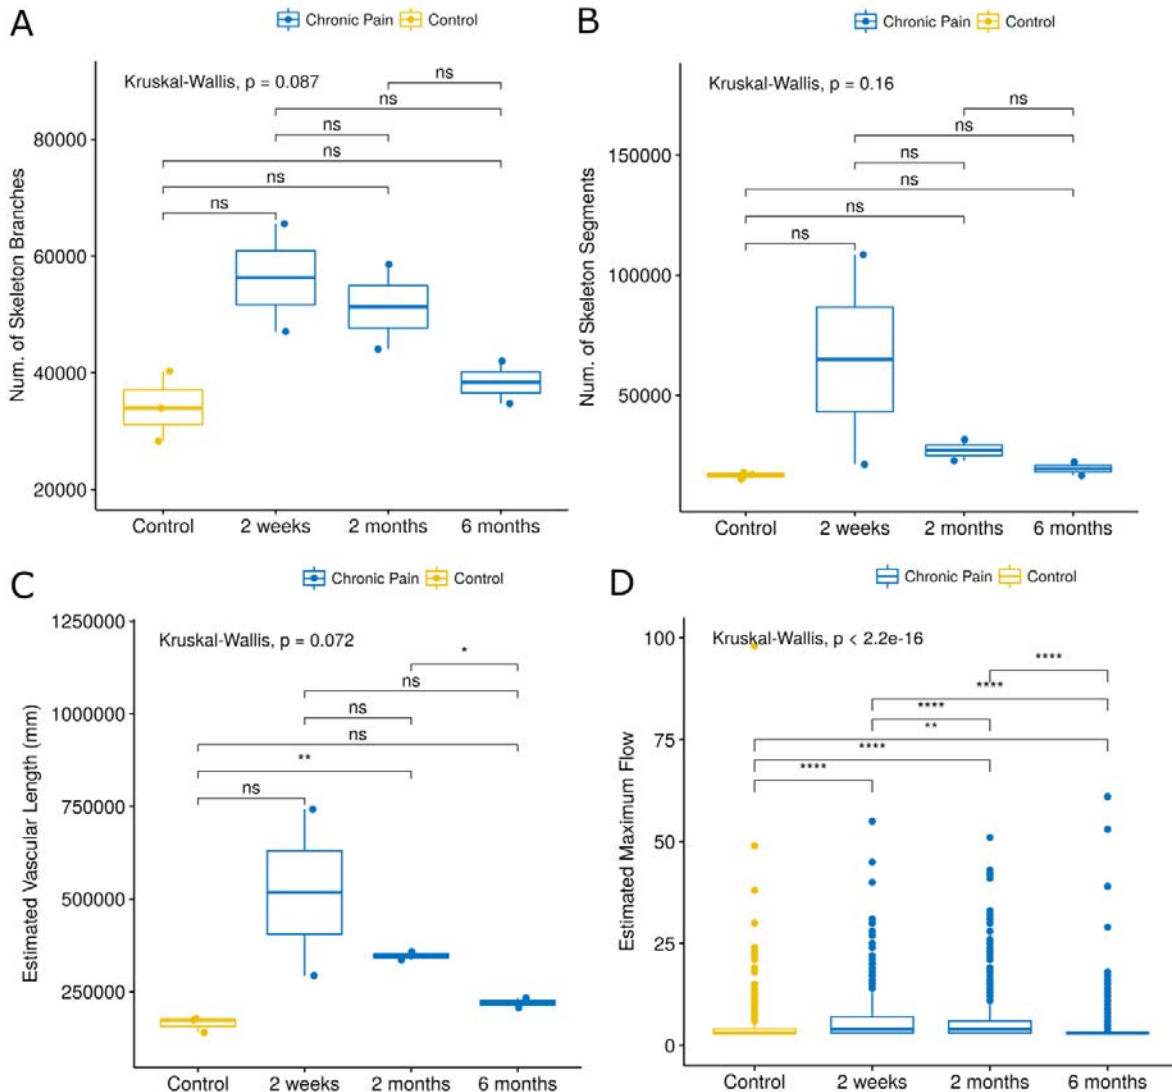 A
Chronic Pain Control
Kruskal-Wallis, p = 0.087
ns
ns
ns
ns
ns
ns
Num. of Skeleton Branches
80000
60000
40000
20000
Control 2 weeks 2 months 6 months
B
Chronic Pain Control
Kruskal-Wallis, p = 0.16
ns
ns
ns
ns
ns
ns
Num. of Skeleton Segments
150000
100000
50000
Control 2 weeks 2 months 6 months
C
Chronic Pain Control
Kruskal-Wallis, p = 0.072
*
ns
ns
ns
**
ns
Estimated Vascular Length (mm)
1250000
1000000
750000
500000
250000
Control 2 weeks 2 months 6 months
D
Chronic Pain Control
Kruskal-Wallis, p < 2.2e-16
****
****
****
**
****
****
Estimated Maximum Flow
100
75
50
25
0
Control 2 weeks 2 months 6 months